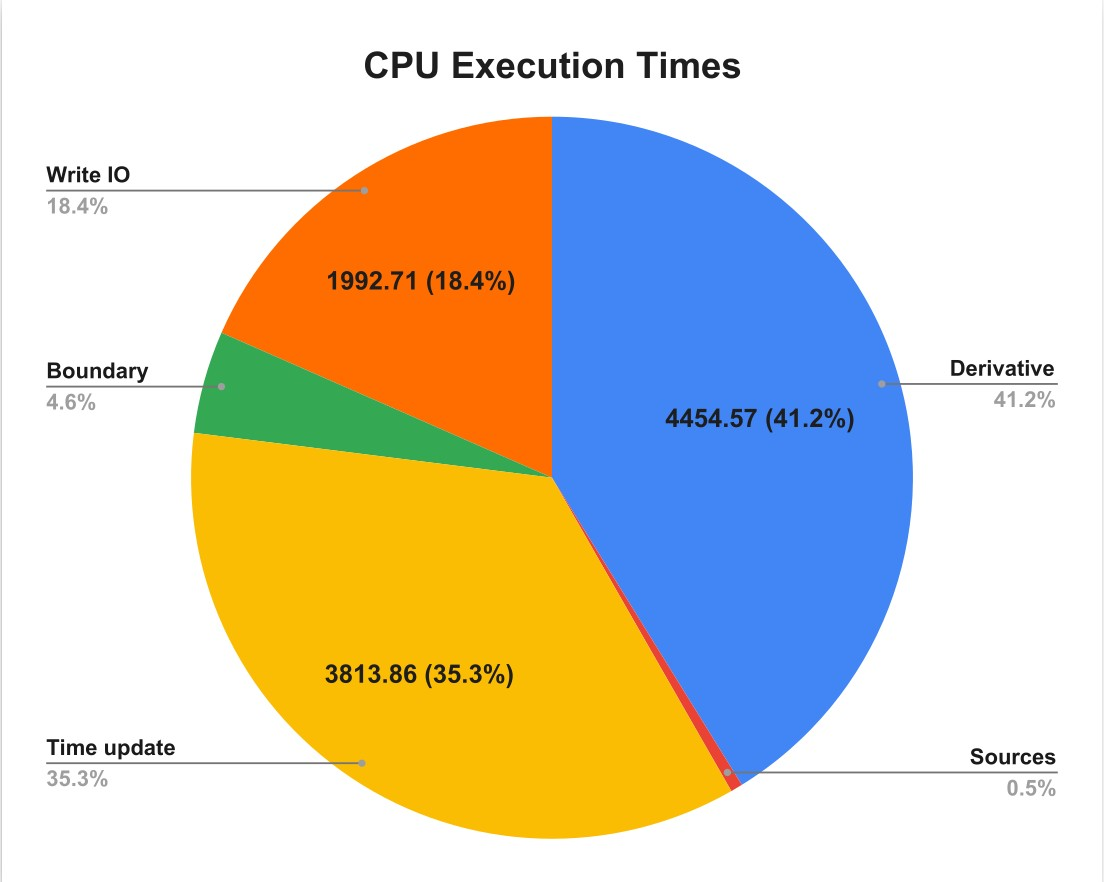 CPU Execution Times
Write IO
18.4%
1992.71 (18.4%)
Boundary
4.6%
Derivative
41.2%
4454.57 (41.2%)
3813.86 (35.3%)
Time update
35.3%
Sources
0.5%